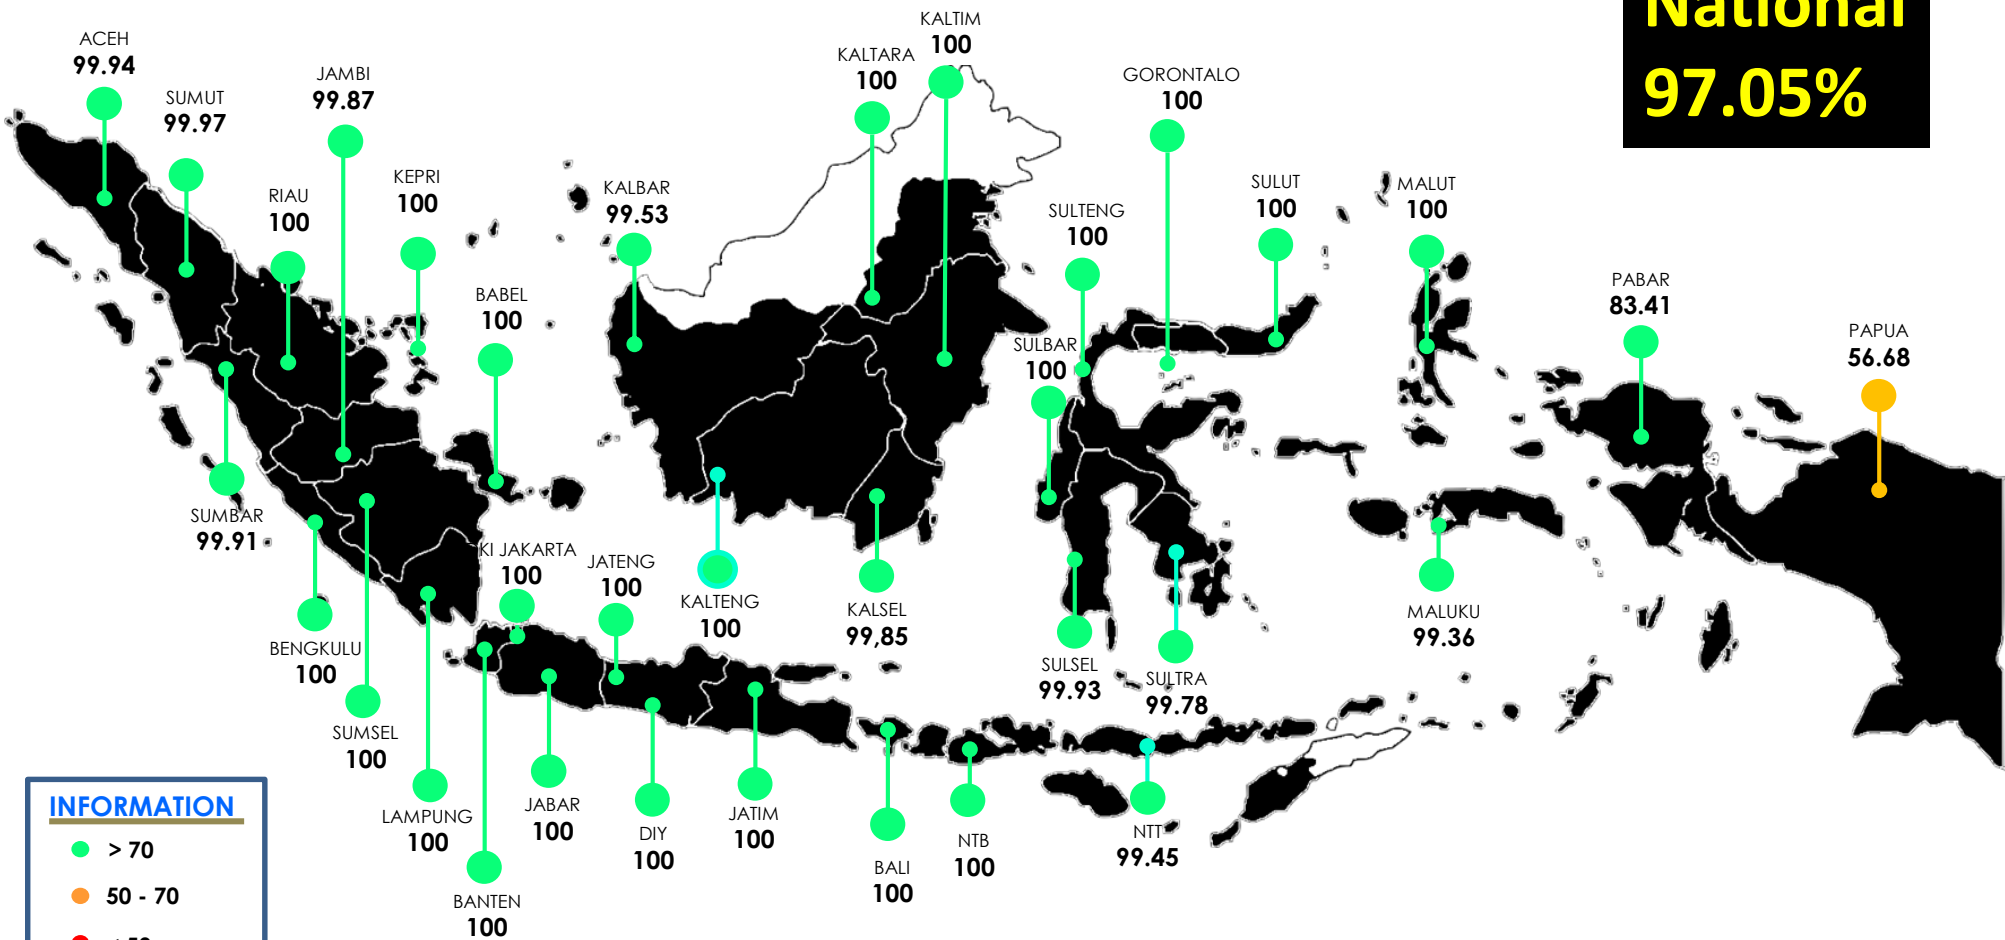 National
97.05%
KALTIM
100
ACEH
99.94
KALTARA
100
JAMBI
99.87
GORONTALO
100
SUMUT
99.97
KEPRI
100
RIAU
100
KALBAR
99.53
SULUT
100
MALUT
100
SULTENG
100
BABEL
100
PABAR
83.41
PAPUA
56.68
SULBAR
100
SUMBAR
99.91
KI JAKARTA
100
JATENG
100
KALTENG
100
KALSEL
99,85
MALUKU
99.36
BENGKULU
100
SULSEL
99.93
SULTRA
99.78
SUMSEL
100
LAMPUNG
100
JABAR
100
DIY
100
JATIM
100
NTT
99.45
NTB
100
BALI
100
BANTEN
100
INFORMATION
> 70
50 - 70
< 50